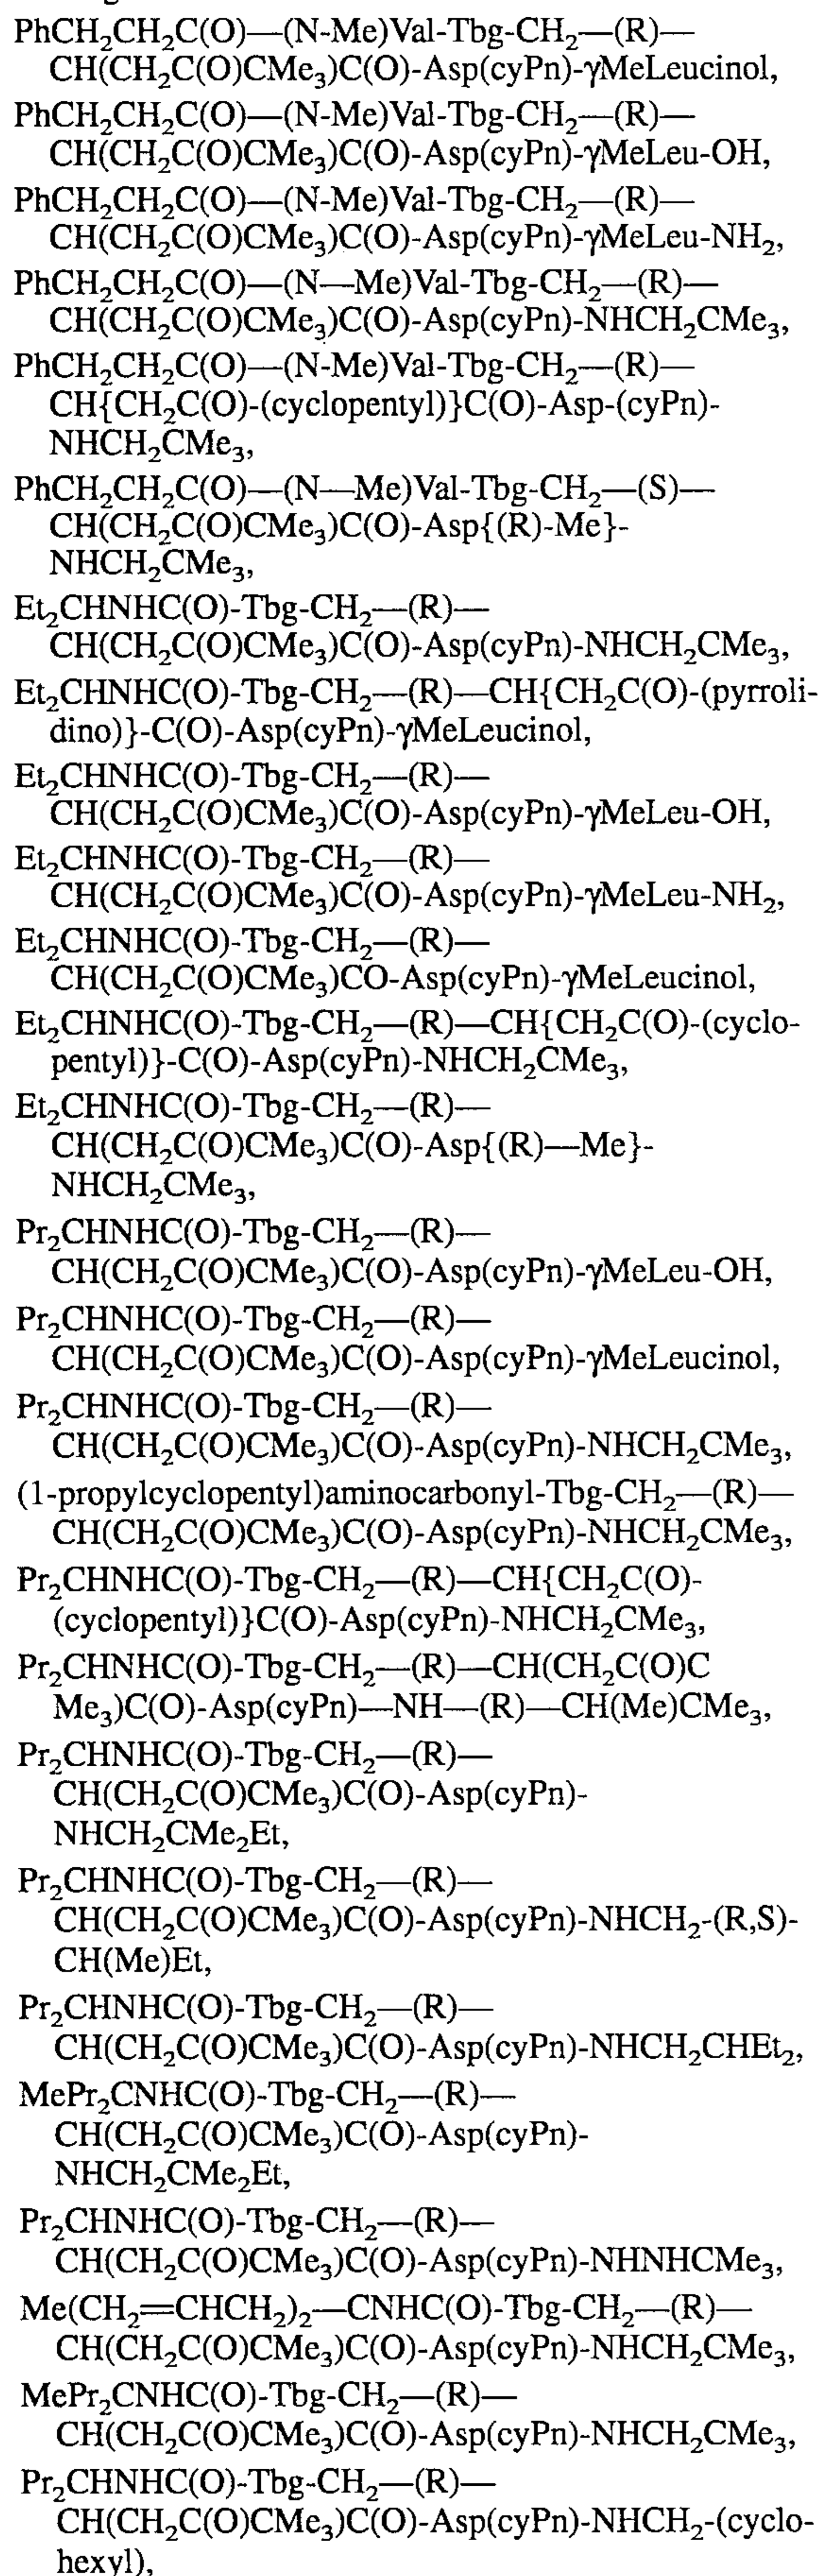 PhCH₂CH₂C(O)—(N-Me)Val-Tbg-CH₂—(R)—
CH(CH₂C(O)CMe₃)C(O)-Asp(cyPn)-γMeLeucinol,
PhCH₂CH₂C(O)—(N-Me)Val-Tbg-CH₂—(R)—
CH(CH₂C(O)CMe₃)C(O)-Asp(cyPn)-γMeLeu-OH,
PhCH₂CH₂C(O)—(N-Me)Val-Tbg-CH₂—(R)—
CH(CH₂C(O)CMe₃)C(O)-Asp(cyPn)-γMeLeu-NH₂,
PhCH₂CH₂C(O)—(N—Me)Val-Tbg-CH₂—(R)—
CH(CH₂C(O)CMe₃)C(O)-Asp(cyPn)-NHCH₂CMe₃,
PhCH₂CH₂C(O)—(N-Me)Val-Tbg-CH₂—(R)—
CH{CH₂C(O)-(cyclopentyl)}C(O)-Asp-(cyPn)-
NHCH₂CMe₃,
PhCH₂CH₂C(O)—(N—Me)Val-Tbg-CH₂—(S)—
CH(CH₂C(O)CMe₃)C(O)-Asp{(R)-Me}-
NHCH₂CMe₃,
Et₂CHNHC(O)-Tbg-CH₂—(R)—
CH(CH₂C(O)CMe₃)C(O)-Asp(cyPn)-NHCH₂CMe₃,
Et₂CHNHC(O)-Tbg-CH₂—(R)—CH{CH₂C(O)-(pyrroli-
dino)}-C(O)-Asp(cyPn)-γMeLeucinol,
Et₂CHNHC(O)-Tbg-CH₂—(R)—
CH(CH₂C(O)CMe₃)C(O)-Asp(cyPn)-γMeLeu-OH,
Et₂CHNHC(O)-Tbg-CH₂—(R)—
CH(CH₂C(O)CMe₃)C(O)-Asp(cyPn)-γMeLeu-NH₂,
Et₂CHNHC(O)-Tbg-CH₂—(R)—
CH(CH₂C(O)CMe₃)CO-Asp(cyPn)-γMeLeucinol,
Et₂CHNHC(O)-Tbg-CH₂—(R)—CH{CH₂C(O)-(cyclo-
pentyl)}-C(O)-Asp(cyPn)-NHCH₂CMe₃,
Et₂CHNHC(O)-Tbg-CH₂—(R)—
CH(CH₂C(O)CMe₃)C(O)-Asp{(R)—Me}-
NHCH₂CMe₃,
Pr₂CHNHC(O)-Tbg-CH₂—(R)—
CH(CH₂C(O)CMe₃)C(O)-Asp(cyPn)-γMeLeu-OH,
Pr₂CHNHC(O)-Tbg-CH₂—(R)—
CH(CH₂C(O)CMe₃)C(O)-Asp(cyPn)-γMeLeucinol,
Pr₂CHNHC(O)-Tbg-CH₂—(R)—
CH(CH₂C(O)CMe₃)C(O)-Asp(cyPn)-NHCH₂CMe₃,
(1-propylcyclopentyl)aminocarbonyl-Tbg-CH₂—(R)—
CH(CH₂C(O)CMe₃)C(O)-Asp(cyPn)-NHCH₂CMe₃,
Pr₂CHNHC(O)-Tbg-CH₂—(R)—CH{CH₂C(O)-
(cyclopentyl)}C(O)-Asp(cyPn)-NHCH₂CMe₃,
Pr₂CHNHC(O)-Tbg-CH₂—(R)—CH(CH₂C(O)C
Me₃)C(O)-Asp(cyPn)—NH—(R)—CH(Me)CMe₃,
Pr₂CHNHC(O)-Tbg-CH₂—(R)—
CH(CH₂C(O)CMe₃)C(O)-Asp(cyPn)-
NHCH₂CMe₂Et,
Pr₂CHNHC(O)-Tbg-CH₂—(R)—
CH(CH₂C(O)CMe₃)C(O)-Asp(cyPn)-NHCH₂-(R,S)-
CH(Me)Et,
Pr₂CHNHC(O)-Tbg-CH₂—(R)—
CH(CH₂C(O)CMe₃)C(O)-Asp(cyPn)-NHCH₂CHEt₂,
MePr₂CNHC(O)-Tbg-CH₂—(R)—
CH(CH₂C(O)CMe₃)C(O)-Asp(cyPn)-
NHCH₂CMe₂Et,
Pr₂CHNHC(O)-Tbg-CH₂—(R)—
CH(CH₂C(O)CMe₃)C(O)-Asp(cyPn)-NHNHCMe₃,
Me(CH₂=CHCH₂)₂—CNHC(O)-Tbg-CH₂—(R)—
CH(CH₂C(O)CMe₃)C(O)-Asp(cyPn)-NHCH₂CMe₃,
MePr₂CNHC(O)-Tbg-CH₂—(R)—
CH(CH₂C(O)CMe₃)C(O)-Asp(cyPn)-NHCH₂CMe₃,
Pr₂CHNHC(O)-Tbg-CH₂—(R)—
CH(CH₂C(O)CMe₃)C(O)-Asp(cyPn)-NHCH₂-(cyclo-
hexyl),